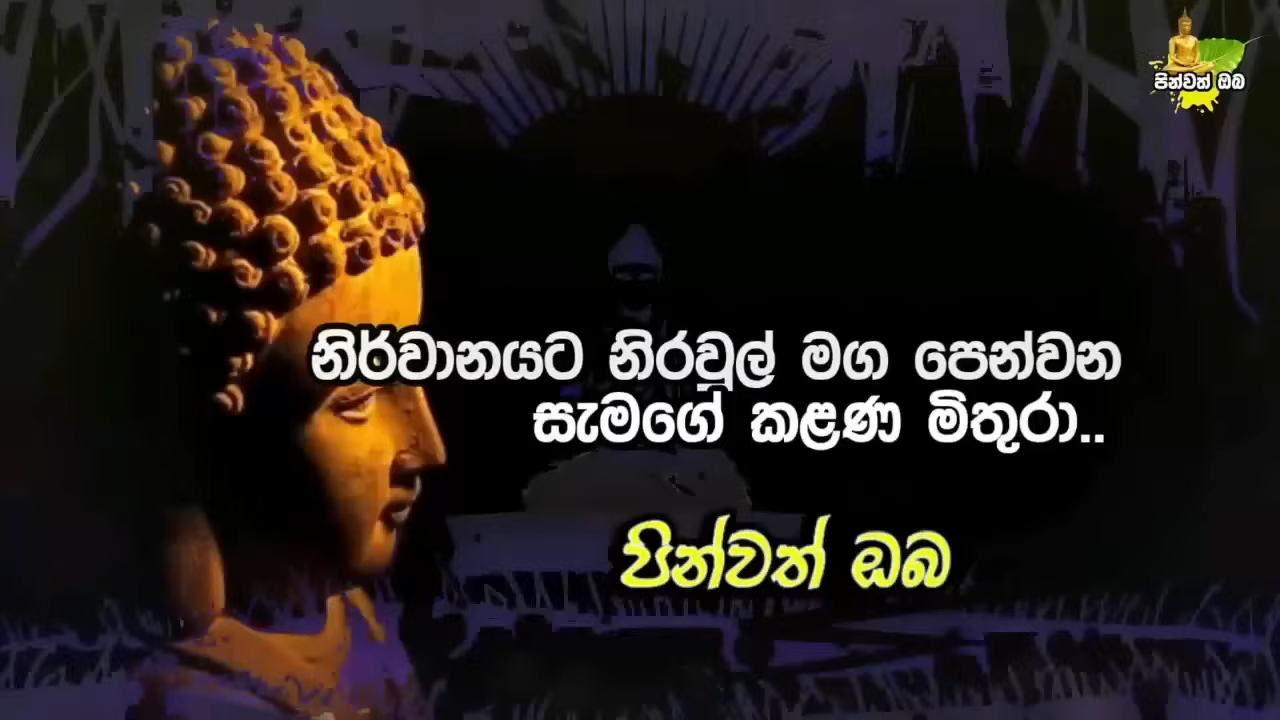 පින්වත් ඔබ
නිර්වානයට නිරවුල් මග පෙන්වන
සැමගේ කළණ මිතුරා..
පින්වත් ඔබ